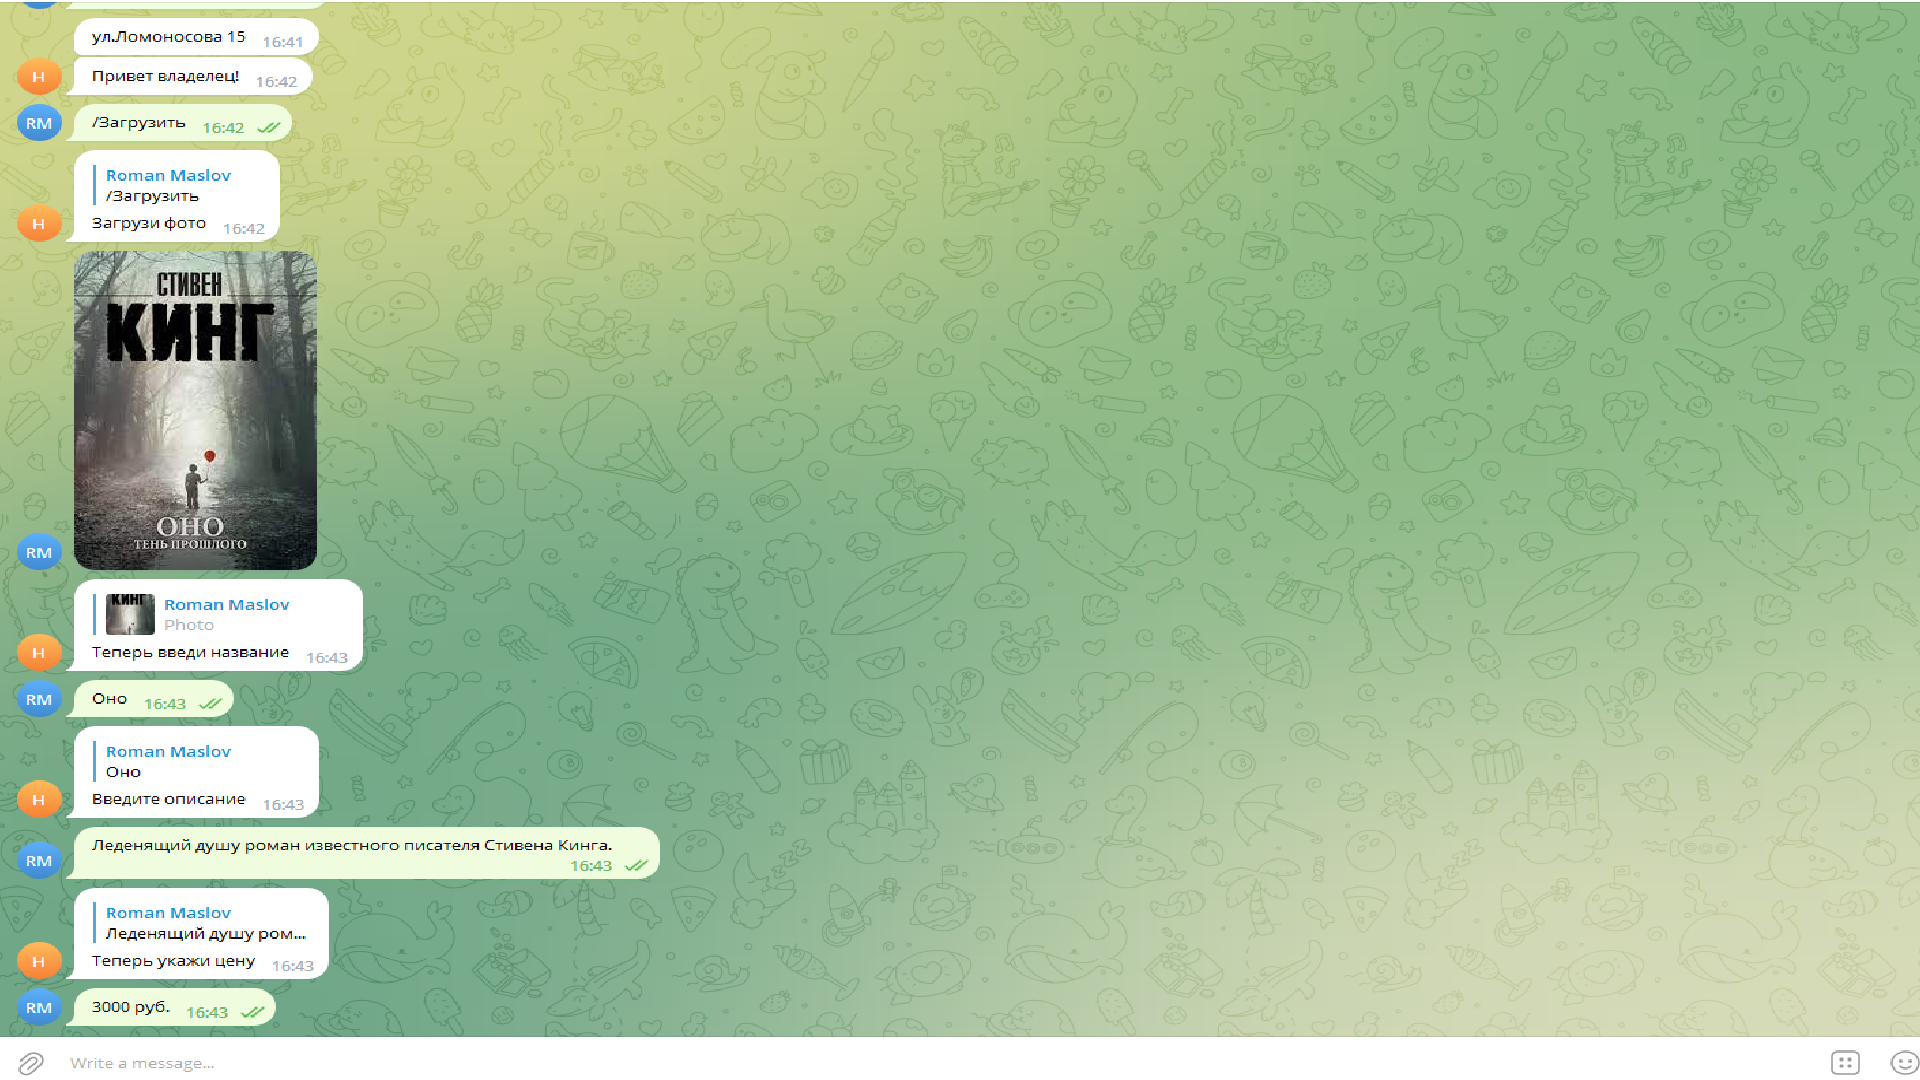 ул.Ломоносова 15 16:41
Н
Привет владелец! 16:42
RM
/Загрузить 16:42
Roman Maslov
/Загрузить
Н
Загрузи фото 16:42
СТИВЕН
КИНГ
ОНО
ТЕНЬ ПРОШЛОГО
RM
КИНГ
Roman Maslov
Photo
Н
Теперь введи название 16:43
RM
Оно 16:43
Roman Maslov
Оно
Н
Введите описание 16:43
Леденящий душу роман известного писателя Стивена Кинга.
RM
16:43
Roman Maslov
Леденящий душу ром...
Н
Теперь укажи цену 16:43
RM
3000 руб. 16:43
Write a message...